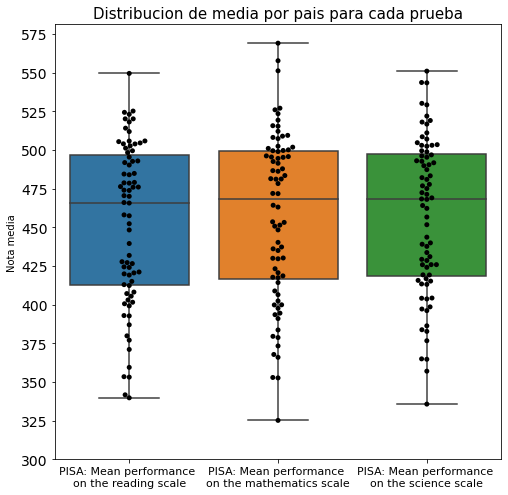 Distribucion de media por pais para cada prueba
Nota media
575
550
525
500
475
450
425
400
375
350
325
300
PISA: Mean performance
on the reading scale
PISA: Mean performance
on the mathematics scale
PISA: Mean performance
on the science scale